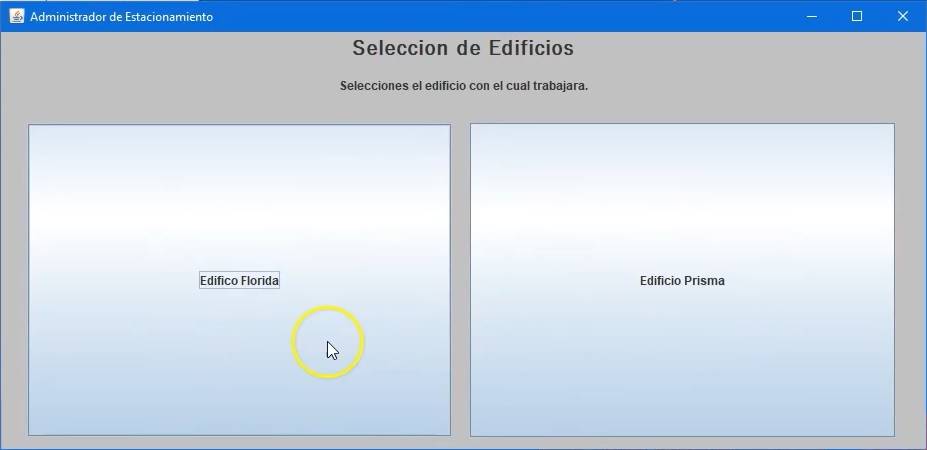 Administrador de Estacionamiento
Seleccion de Edificios
Selecciones el edificio con el cual trabajara.
Edifico Florida
Edificio Prisma